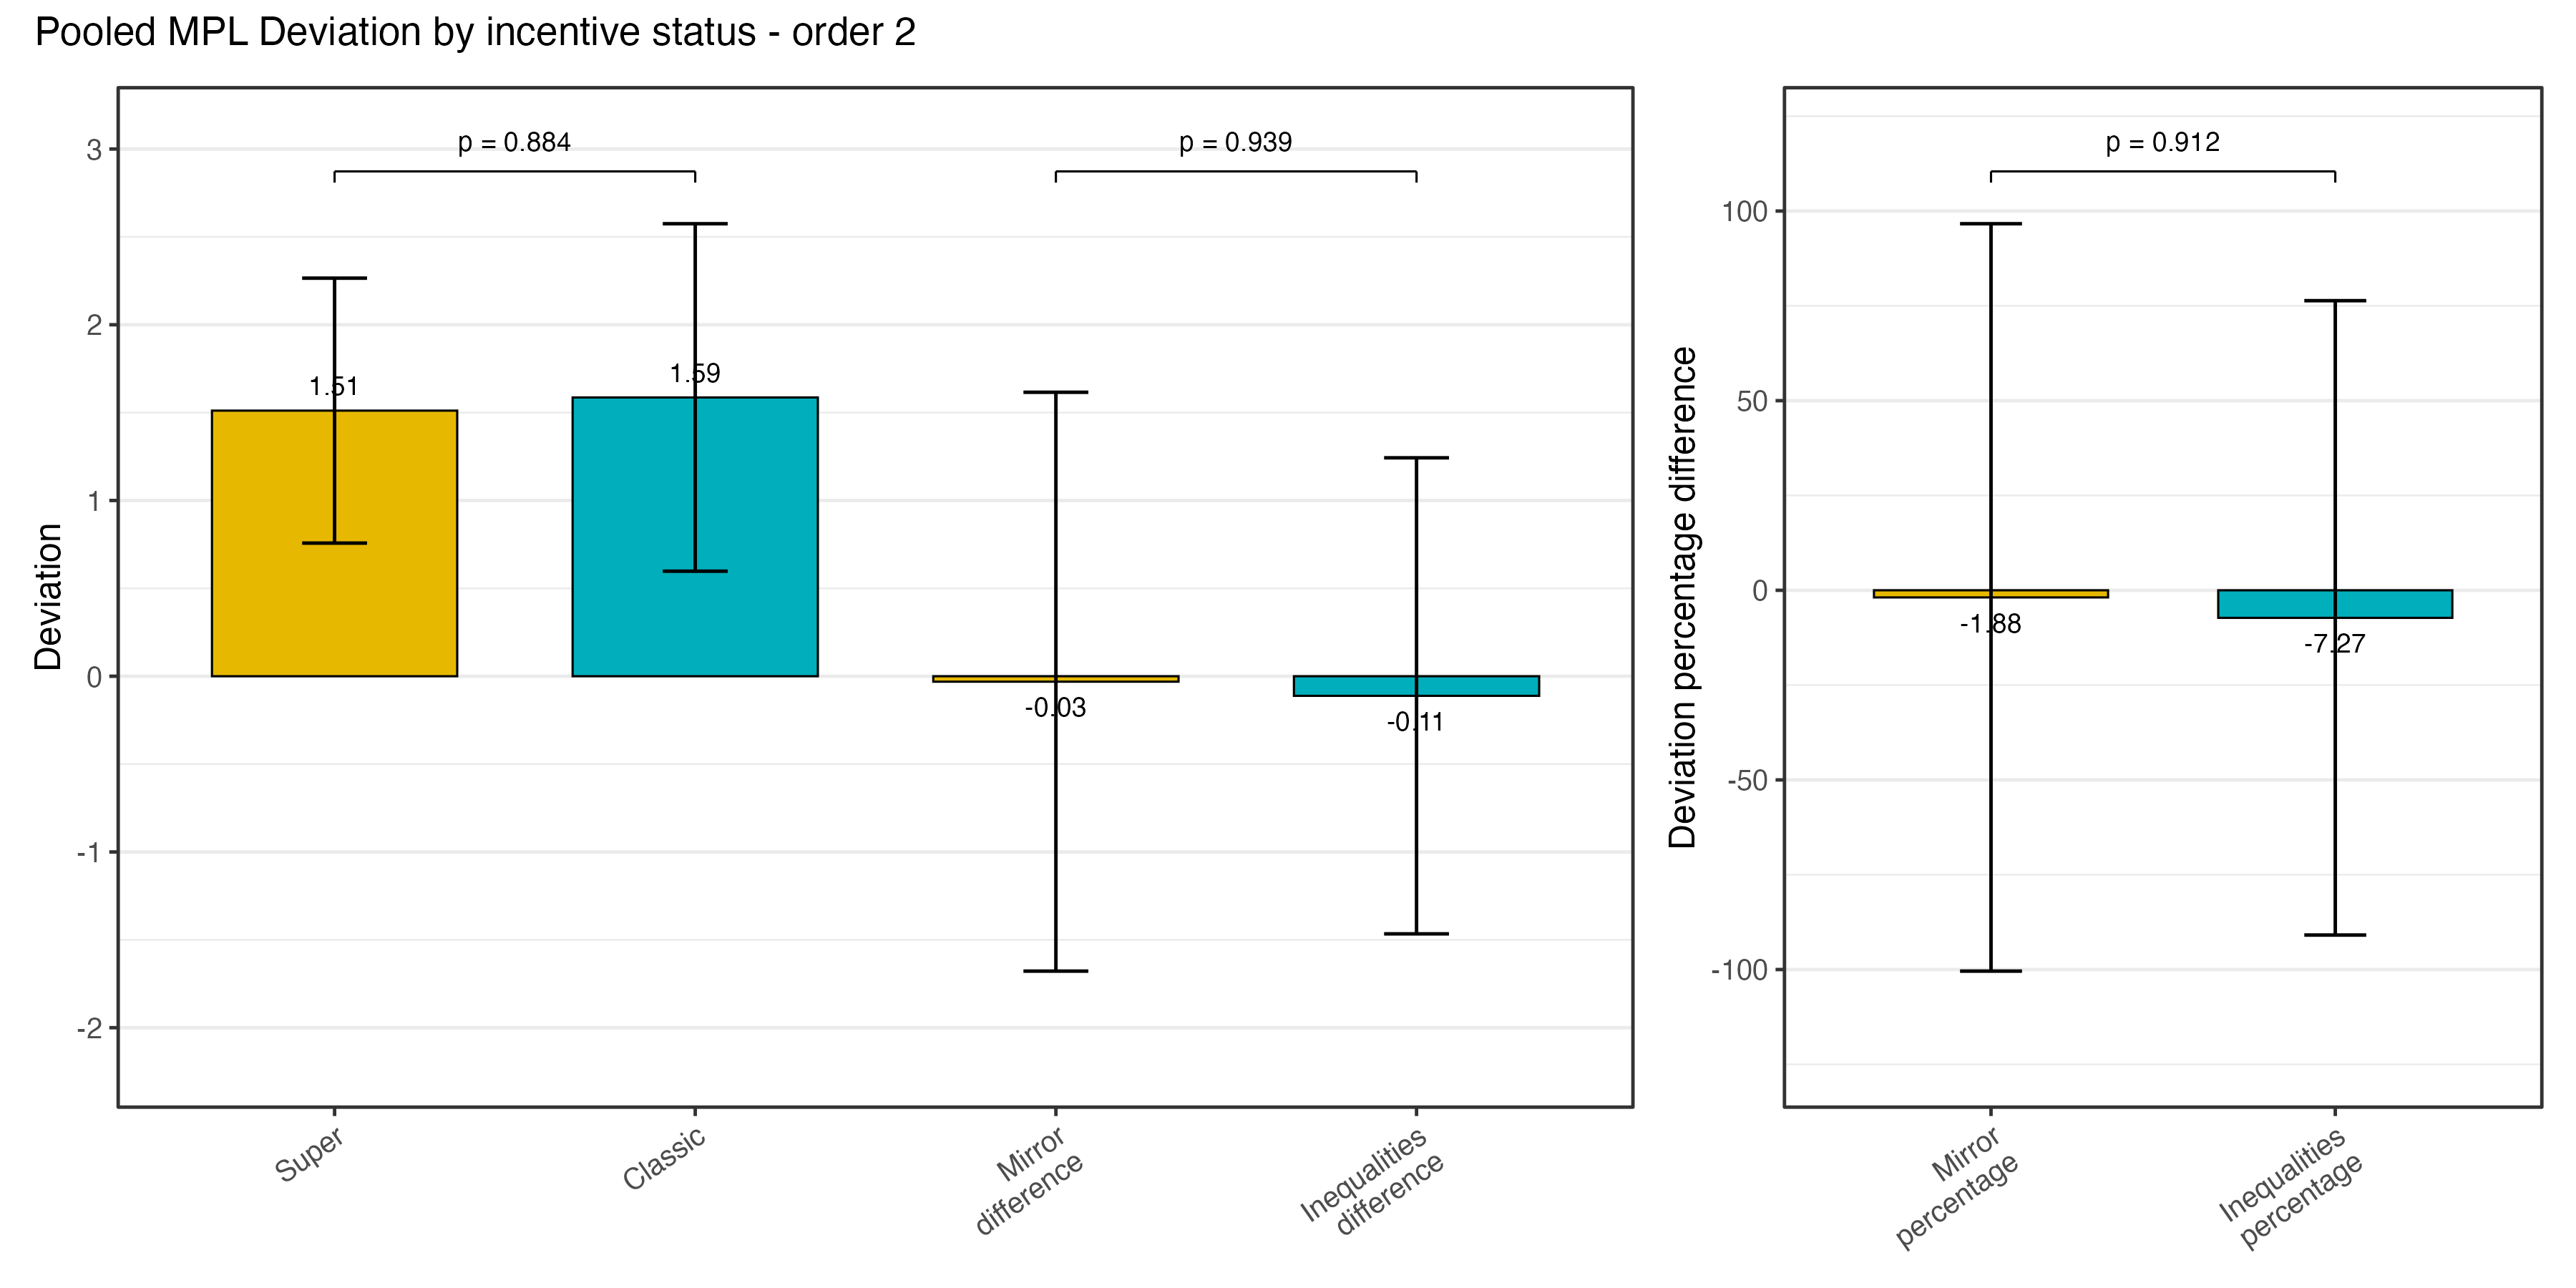 Pooled MPL Deviation by incentive status - order 2
Deviation
3
2
1
0
-1
-2
p = 0.884
p = 0.939
1.51
1.59
-0.03
-0.11
Super
Classic
Mirror
difference
Inequalities
difference
Deviation percentage difference
100
50
0
-50
-100
p = 0.912
-1.88
-7.27
Mirror
percentage
Inequalities
percentage